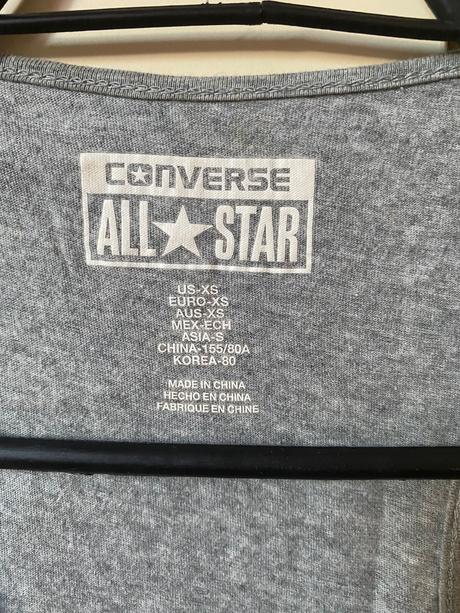 CONVERSE
ALL★STAR
US-XS
EURO-XS
AUS-XS
MEX-ECH
ASIA-S
CHINA-155/80A
KOREA-80
MADE IN CHINA
HECHO EN CHINA
FABRIQUE EN CHINE